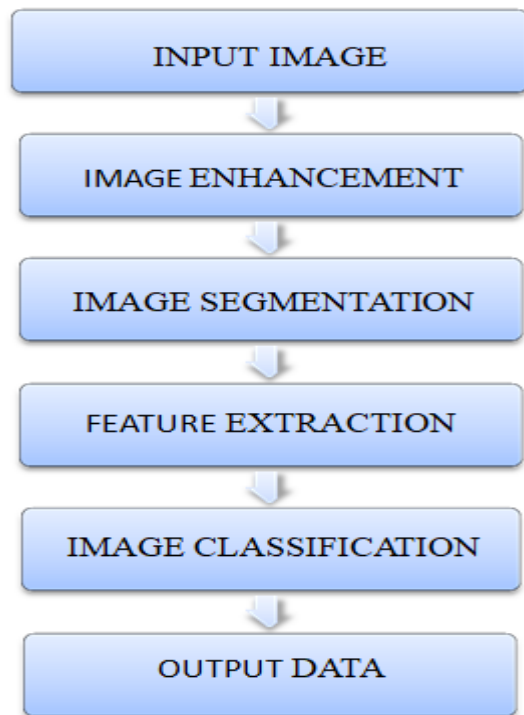 INPUT IMAGE
IMAGE ENHANCEMENT
IMAGE SEGMENTATION
FEATURE EXTRACTION
IMAGE CLASSIFICATION
OUTPUT DATA